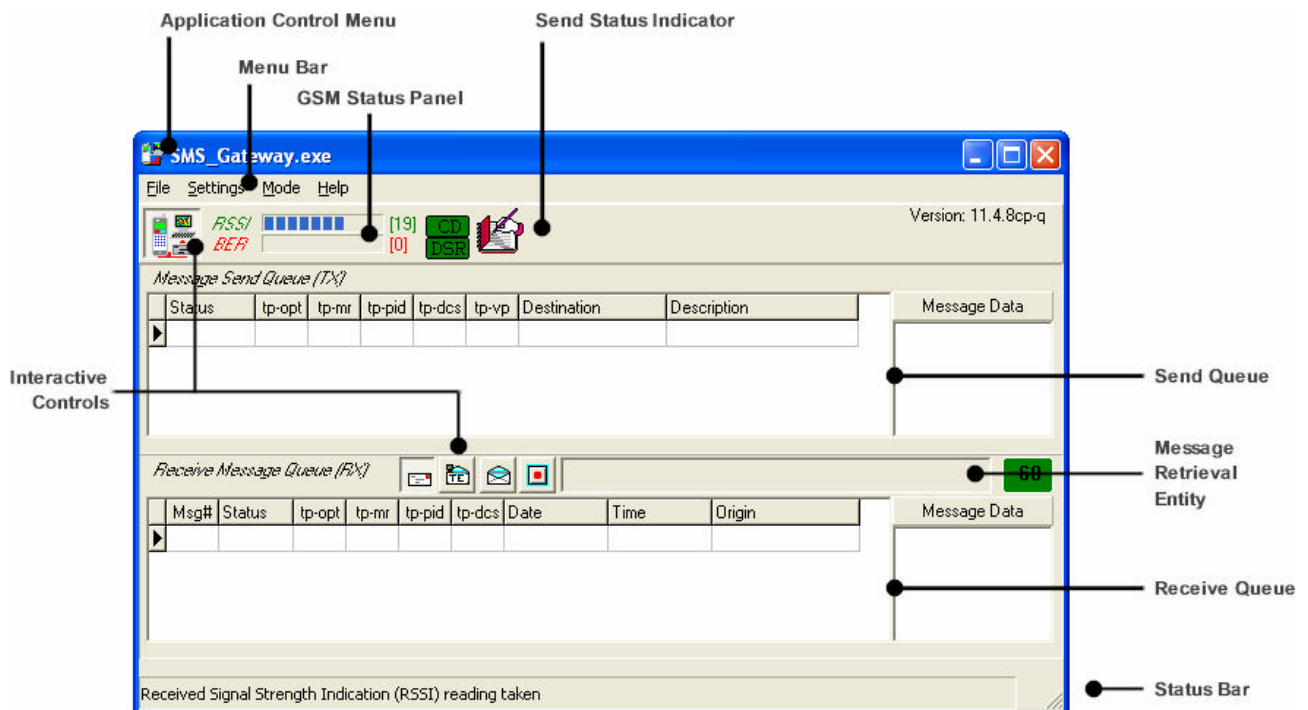 Application Control Menu
Send Status Indicator
Menu Bar
GSM Status Panel
SMS_Gateway.exe
File Settings Mode Help
RSSI [19] CD
BER [0] DSR
Version: 11.4.8cp-q
Message Send Queue (TX)
Status tp-opt tp-mr tp-pid tp-dcs tp-vp Destination Description
Message Data
Interactive
Controls
Send Queue
Receive Message Queue (RX)
TE
60
Message
Retrieval
Entity
Msg# Status tp-opt tp-mr tp-pid tp-dcs Date Time Origin
Message Data
Receive Queue
Received Signal Strength Indication (RSSI) reading taken
Status Bar